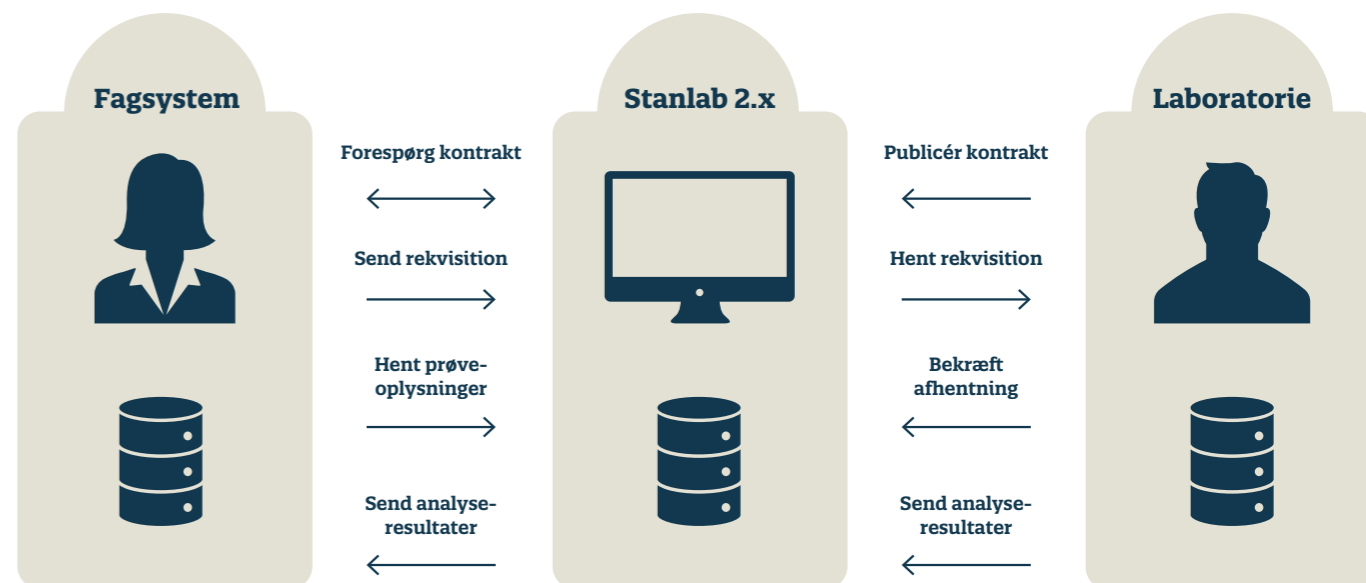 Fagsystem
Stanlab 2.x
Laboratorie
Forespørg kontrakt
Publicér kontrakt
Send rekvisition
Hent rekvisition
Hent prøve-
oplysninger
Bekræft
afhentning
Send analyse-
resultater
Send analyse-
resultater